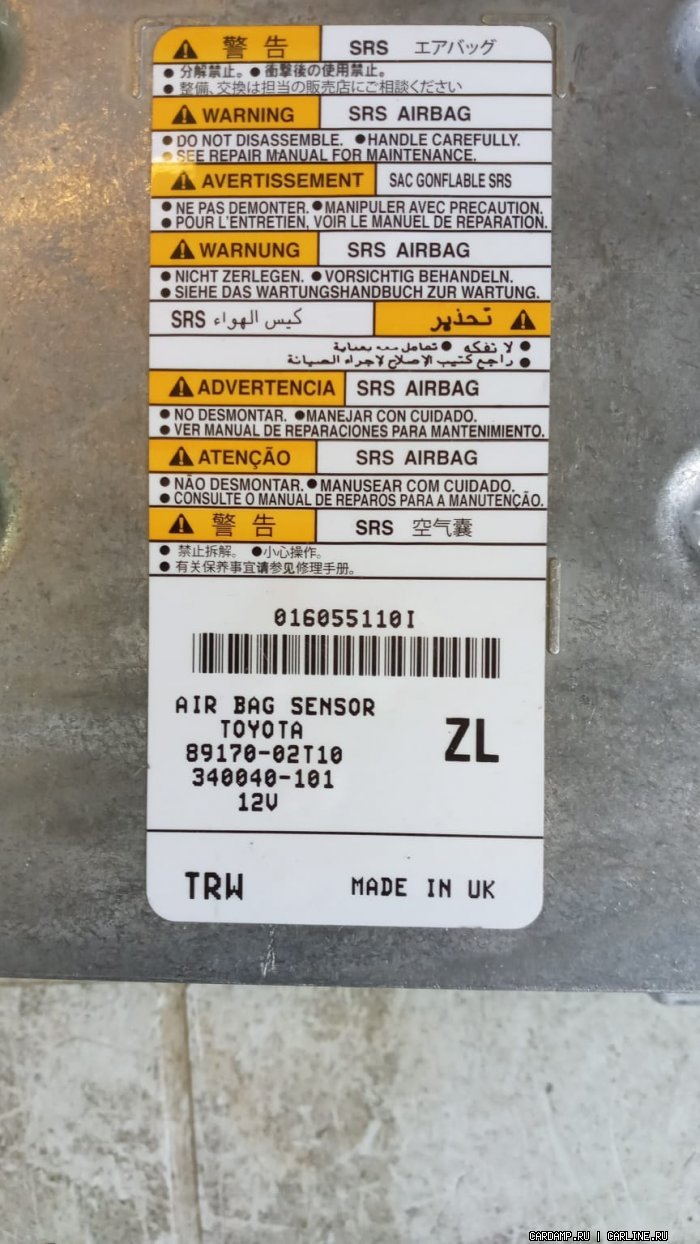 警告 SRS エアバッグ
● 分解禁止。 ● 衝撃後の使用禁止。
● 整備、交換は担当の販売店にご相談ください
WARNING SRS AIRBAG
● DO NOT DISASSEMBLE. ● HANDLE CAREFULLY.
● SEE REPAIR MANUAL FOR MAINTENANCE.
AVERTISSEMENT SAC GONFLABLE SRS
● NE PAS DEMONTER. ● MANIPULER AVEC PRECAUTION.
● POUR L'ENTRETIEN, VOIR LE MANUEL DE REPARATION.
WARNUNG SRS AIRBAG
● NICHT ZERLEGEN. ● VORSICHTIG BEHANDELN.
● SIEHE DAS WARTUNGSHANDBUCH ZUR WARTUNG.
تحذير كيس الهواء SRS
● لا تفكه ● تعامل معه بعناية
● راجع كتيب الإصلاح لاجراء الصيانة
ADVERTENCIA SRS AIRBAG
● NO DESMONTAR. ● MANEJAR CON CUIDADO.
● VER MANUAL DE REPARACIONES PARA MANTENIMIENTO.
ATENÇÃO SRS AIRBAG
● NÃO DESMONTAR. ● MANUSEAR COM CUIDADO.
● CONSULTE O MANUAL DE REPAROS PARA A MANUTENÇÃO.
警告 SRS 空气囊
● 禁止拆解。 ● 小心操作。
● 有关保养事宜请参见修理手册。
016055110I
AIR BAG SENSOR
TOYOTA
89170-02T10
ZL
340040-101
12V
TRW MADE IN UK
CARDAMP.RU | CARLINE.RU